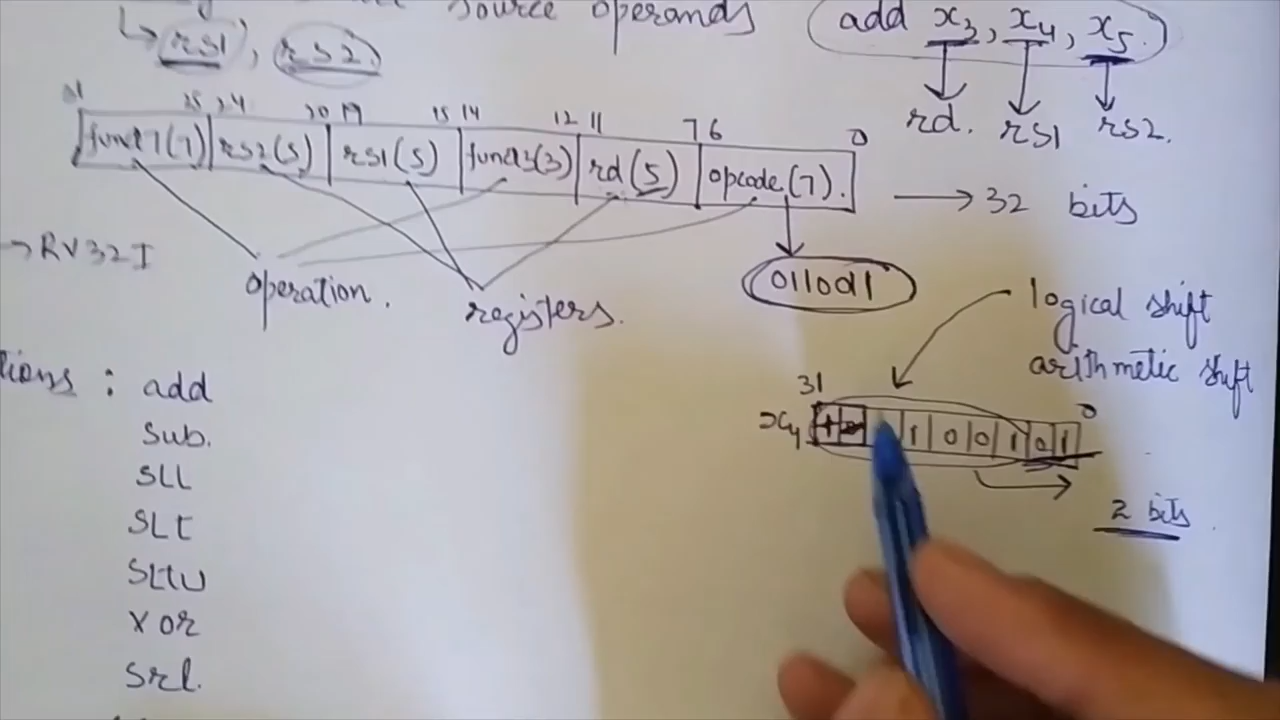 source operands
rs1, rs2
add x3, x4, x5
rd. rs1 rs2.
31 25 24 20 19 15 14 12 11 7 6 0
funct7(7) rs2(5) rs1(5) funct3(3) rd(5) opcode(7).
→ 32 bits
→ RV32I
operation.
registers.
0110011
logical shift
arithmetic shift
: add
sub.
SLL
SLT
SLTU
xor
srl.
31 0
x4
1 0 0 1 0 1
2 bits